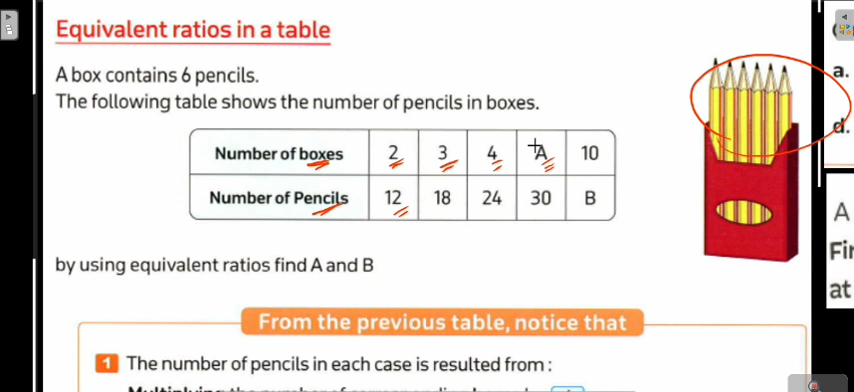 Equivalent ratios in a table
A box contains 6 pencils.
The following table shows the number of pencils in boxes.
Number of boxes 2 3 4 A 10
Number of Pencils 12 18 24 30 B
by using equivalent ratios find A and B
From the previous table, notice that
1 The number of pencils in each case is resulted from :
a.
d.
A
at